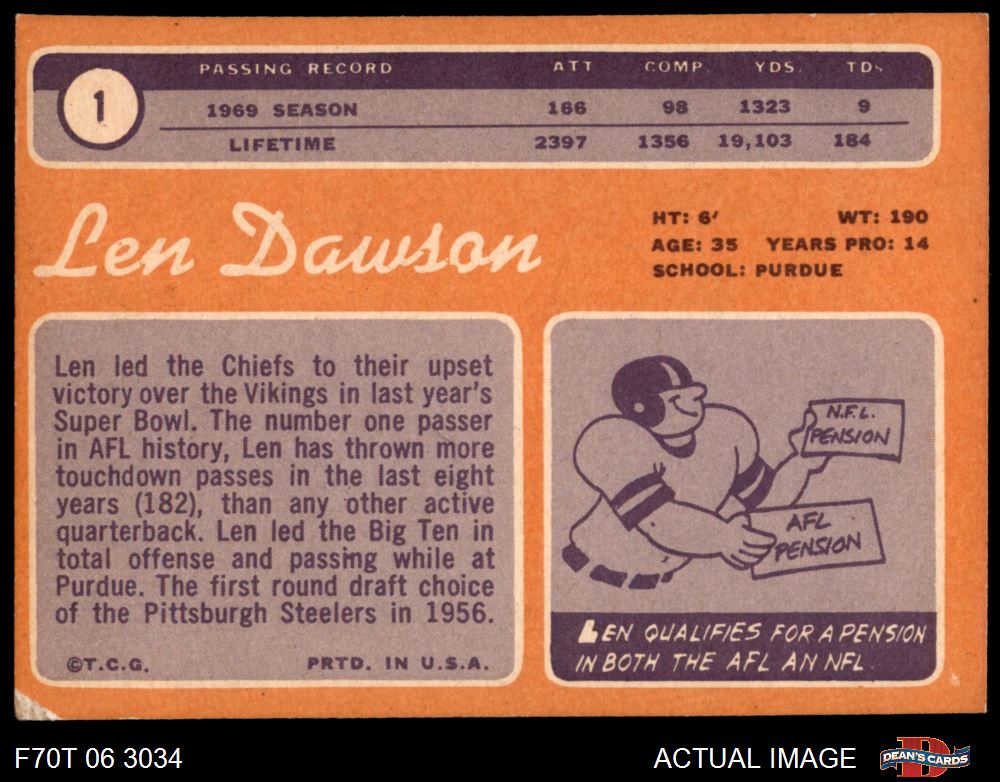 1
PASSING RECORD ATT COMP. YDS. TDs
1969 SEASON 166 98 1323 9
LIFETIME 2397 1356 19,103 184
Len Dawson
HT: 6′ WT: 190
AGE: 35 YEARS PRO: 14
SCHOOL: PURDUE
Len led the Chiefs to their upset
victory over the Vikings in last year's
Super Bowl. The number one passer
in AFL history, Len has thrown more
touchdown passes in the last eight
years (182), than any other active
quarterback. Len led the Big Ten in
total offense and passing while at
Purdue. The first round draft choice
of the Pittsburgh Steelers in 1956.
©T.C.G. PRTD. IN U.S.A.
N.F.L.
PENSION
AFL
PENSION
LEN QUALIFIES FOR A PENSION
IN BOTH THE AFL AN NFL.
F70T 06 3034 ACTUAL IMAGE DEAN'S CARDS